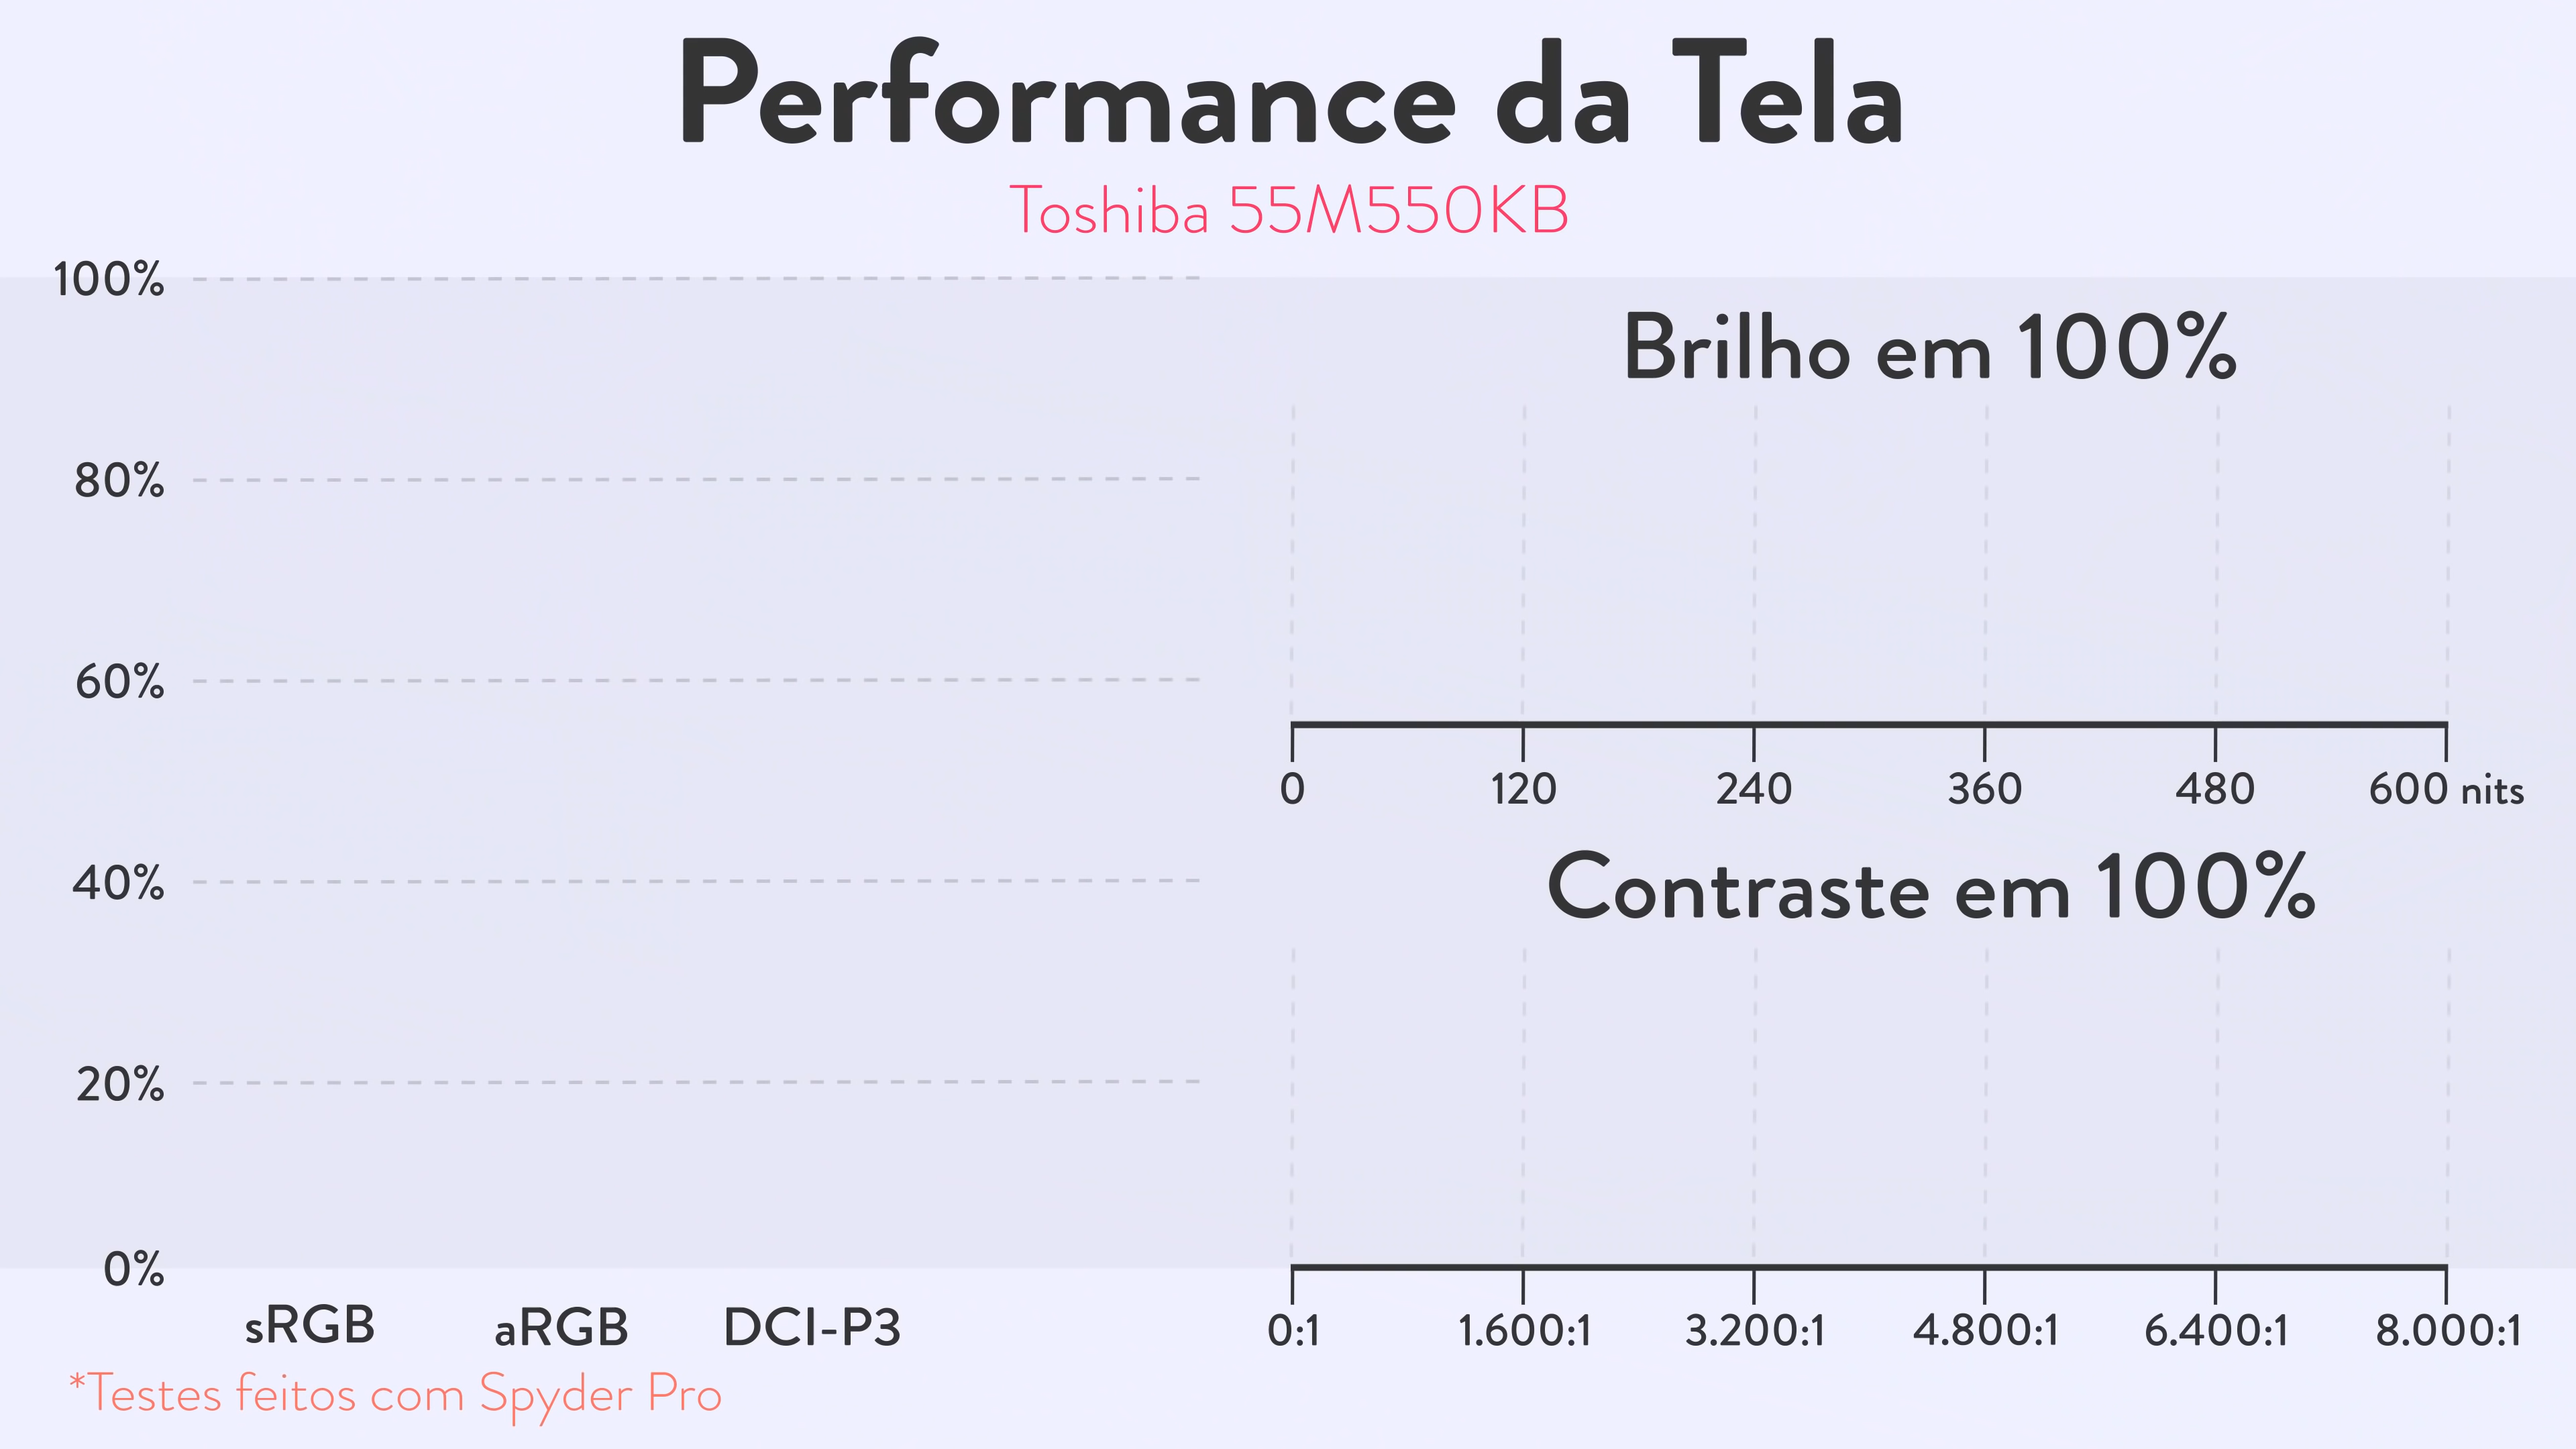 Performance da Tela
Toshiba 55M550KB
100%
80%
60%
40%
20%
0%
sRGB aRGB DCI-P3
*Testes feitos com Spyder Pro
Brilho em 100%
0 120 240 360 480 600 nits
Contraste em 100%
0:1 1.600:1 3.200:1 4.800:1 6.400:1 8.000:1